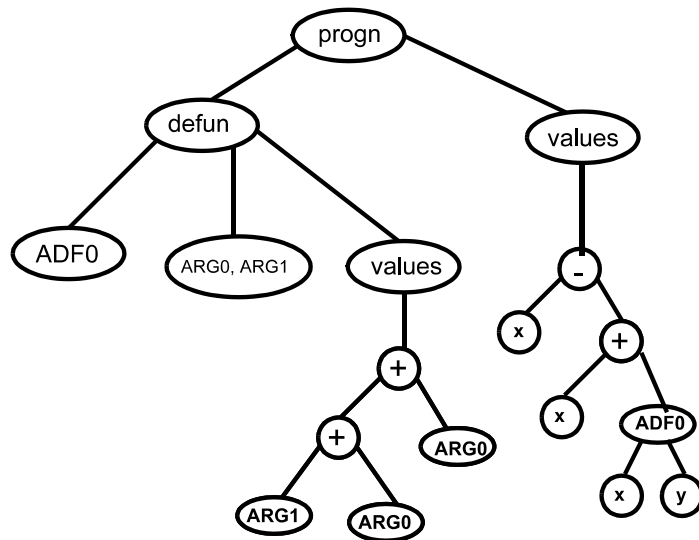 progn
defun
values
ADF0
ARG0, ARG1
values
-
x
+
+
x
ADF0
+
ARG0
x
y
ARG1
ARG0